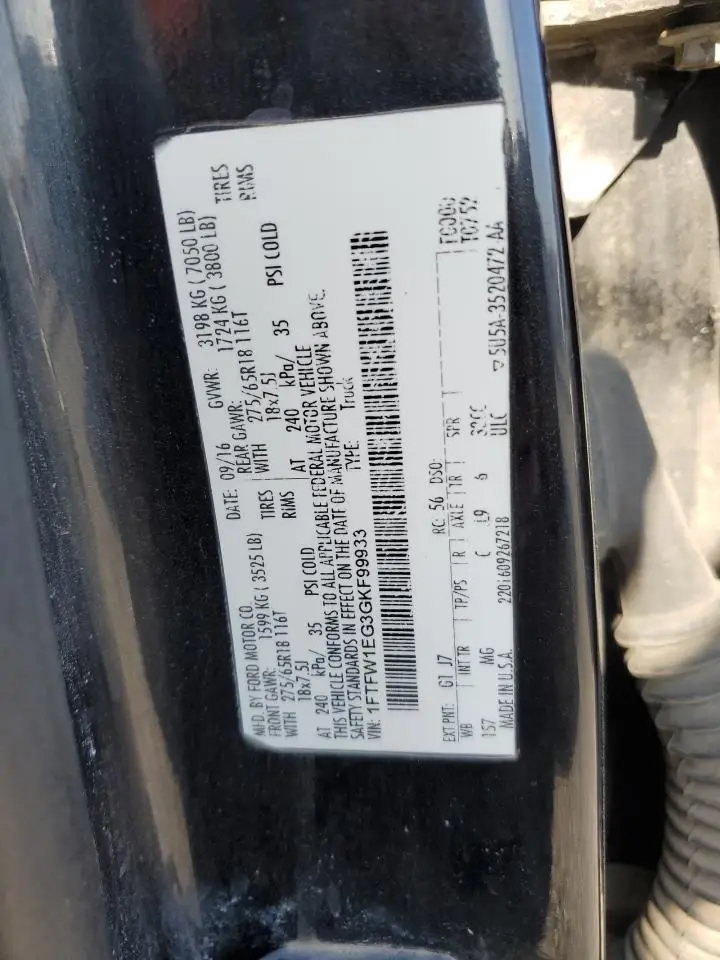 MFD. BY FORD MOTOR CO. DATE: 09/16 GVWR: 3198 KG ( 7050 LB)
FRONT GAWR: 1599 KG ( 3525 LB) REAR GAWR: 1724 KG ( 3800 LB)
WITH 275/65R18 116T TIRES WITH 275/65R18 116T TIRES
18x7.5J RIMS 18x7.5J RIMS
AT 240 kPa/ 35 PSI COLD AT 240 kPa/ 35 PSI COLD
THIS VEHICLE CONFORMS TO ALL APPLICABLE FEDERAL MOTOR VEHICLE
SAFETY STANDARDS IN EFFECT ON THE DATE OF MANUFACTURE SHOWN ABOVE.
VIN: 1FTFW1EG3GKF99933 TYPE: Truck
EXT PNT: G1 J7 RC: 56 DSO:
WB INT TR TP/PS R AXLE TR SPR T0752
157 MG C 19 6
MADE IN U.S.A. 2201609267218 ULC 5U5A-3520472 AA